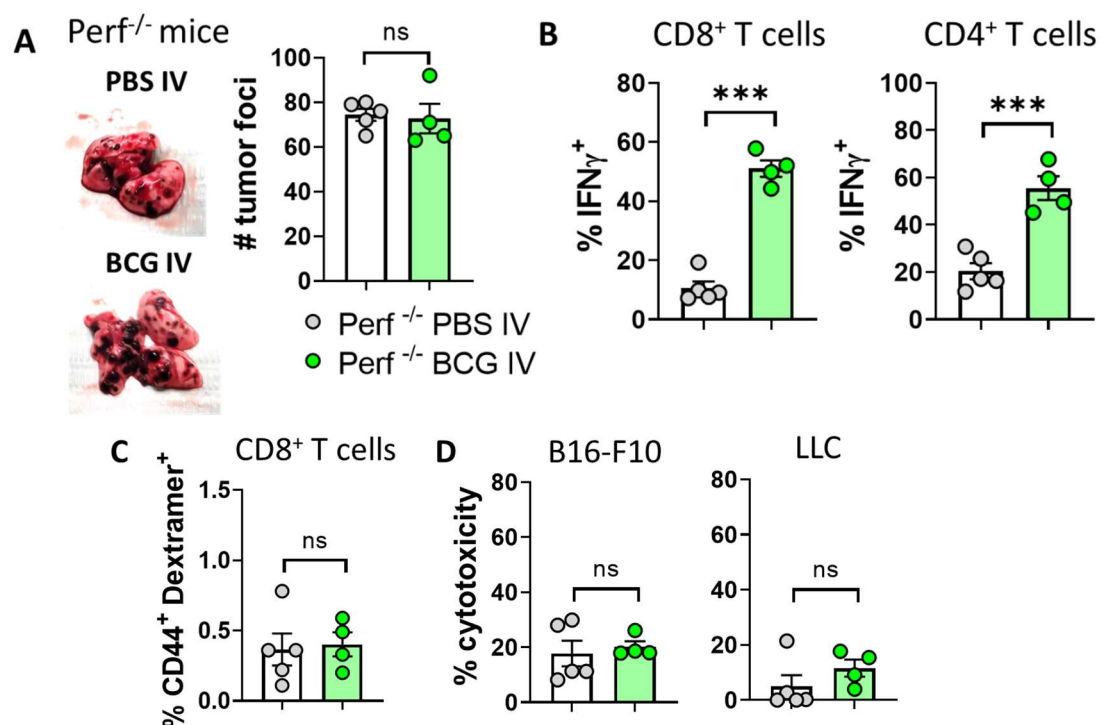 A
Perf-/- mice
PBS IV
BCG IV
# tumor foci
100
80
60
40
20
0
ns
Perf -/- PBS IV
Perf -/- BCG IV
B
CD8+ T cells
% IFNγ+
80
60
40
20
0
***
CD4+ T cells
% IFNγ+
100
80
60
40
20
0
***
C
CD8+ T cells
% CD44+ Dextramer+
1.5
1.0
0.5
0.0
ns
D
B16-F10
% cytotoxicity
80
60
40
20
0
ns
LLC
80
60
40
20
0
ns